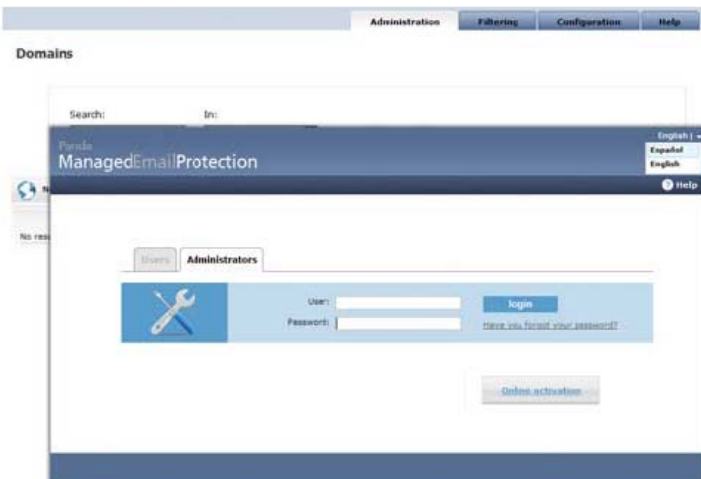 Administration Filtering Configuration Help
Domains
Search: In:
English |
Panda
ManagedEmailProtection
Español
English
Help
No
Users Administrators
User:
login
Password:
Have you forgot your password?
Online activation